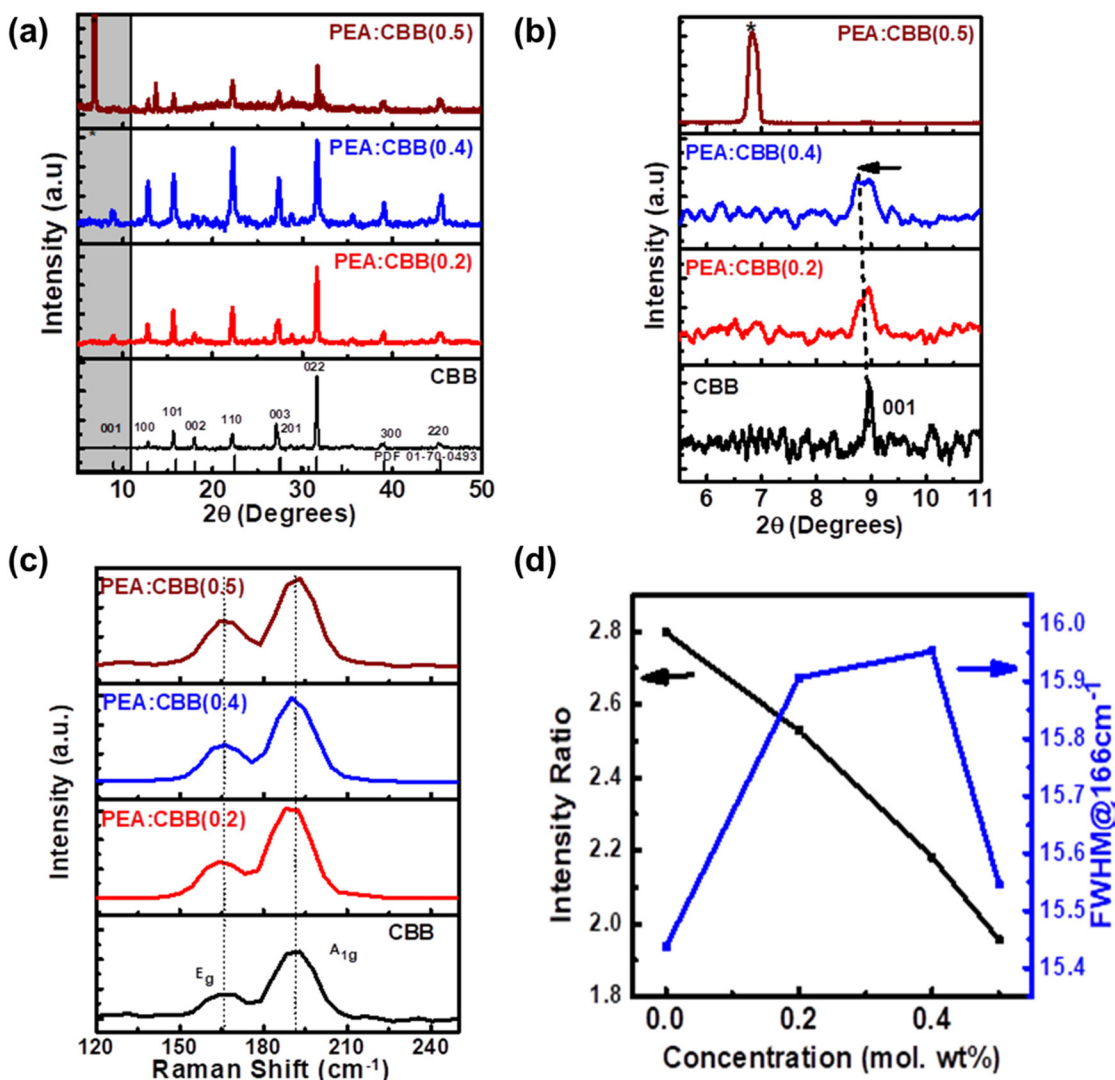 (a)
PEA:CBB(0.5)
*
PEA:CBB(0.4)
PEA:CBB(0.2)
CBB
001
100
101
002
110
003
201
022
300
220
PDF 01-70-0493
10
20
30
40
50
2θ (Degrees)
Intensity (a.u)
(b)
*
PEA:CBB(0.5)
PEA:CBB(0.4)
PEA:CBB(0.2)
CBB
001
6
7
8
9
10
11
2θ (Degrees)
Intensity (a.u)
(c)
PEA:CBB(0.5)
PEA:CBB(0.4)
PEA:CBB(0.2)
CBB
Eg
A1g
120
150
180
210
240
Raman Shift (cm-1)
Intensity (a.u.)
(d)
2.8
2.6
2.4
2.2
2.0
1.8
Intensity Ratio
16.0
15.9
15.8
15.7
15.6
15.5
15.4
FWHM@166cm-1
0.0
0.2
0.4
Concentration (mol. wt%)